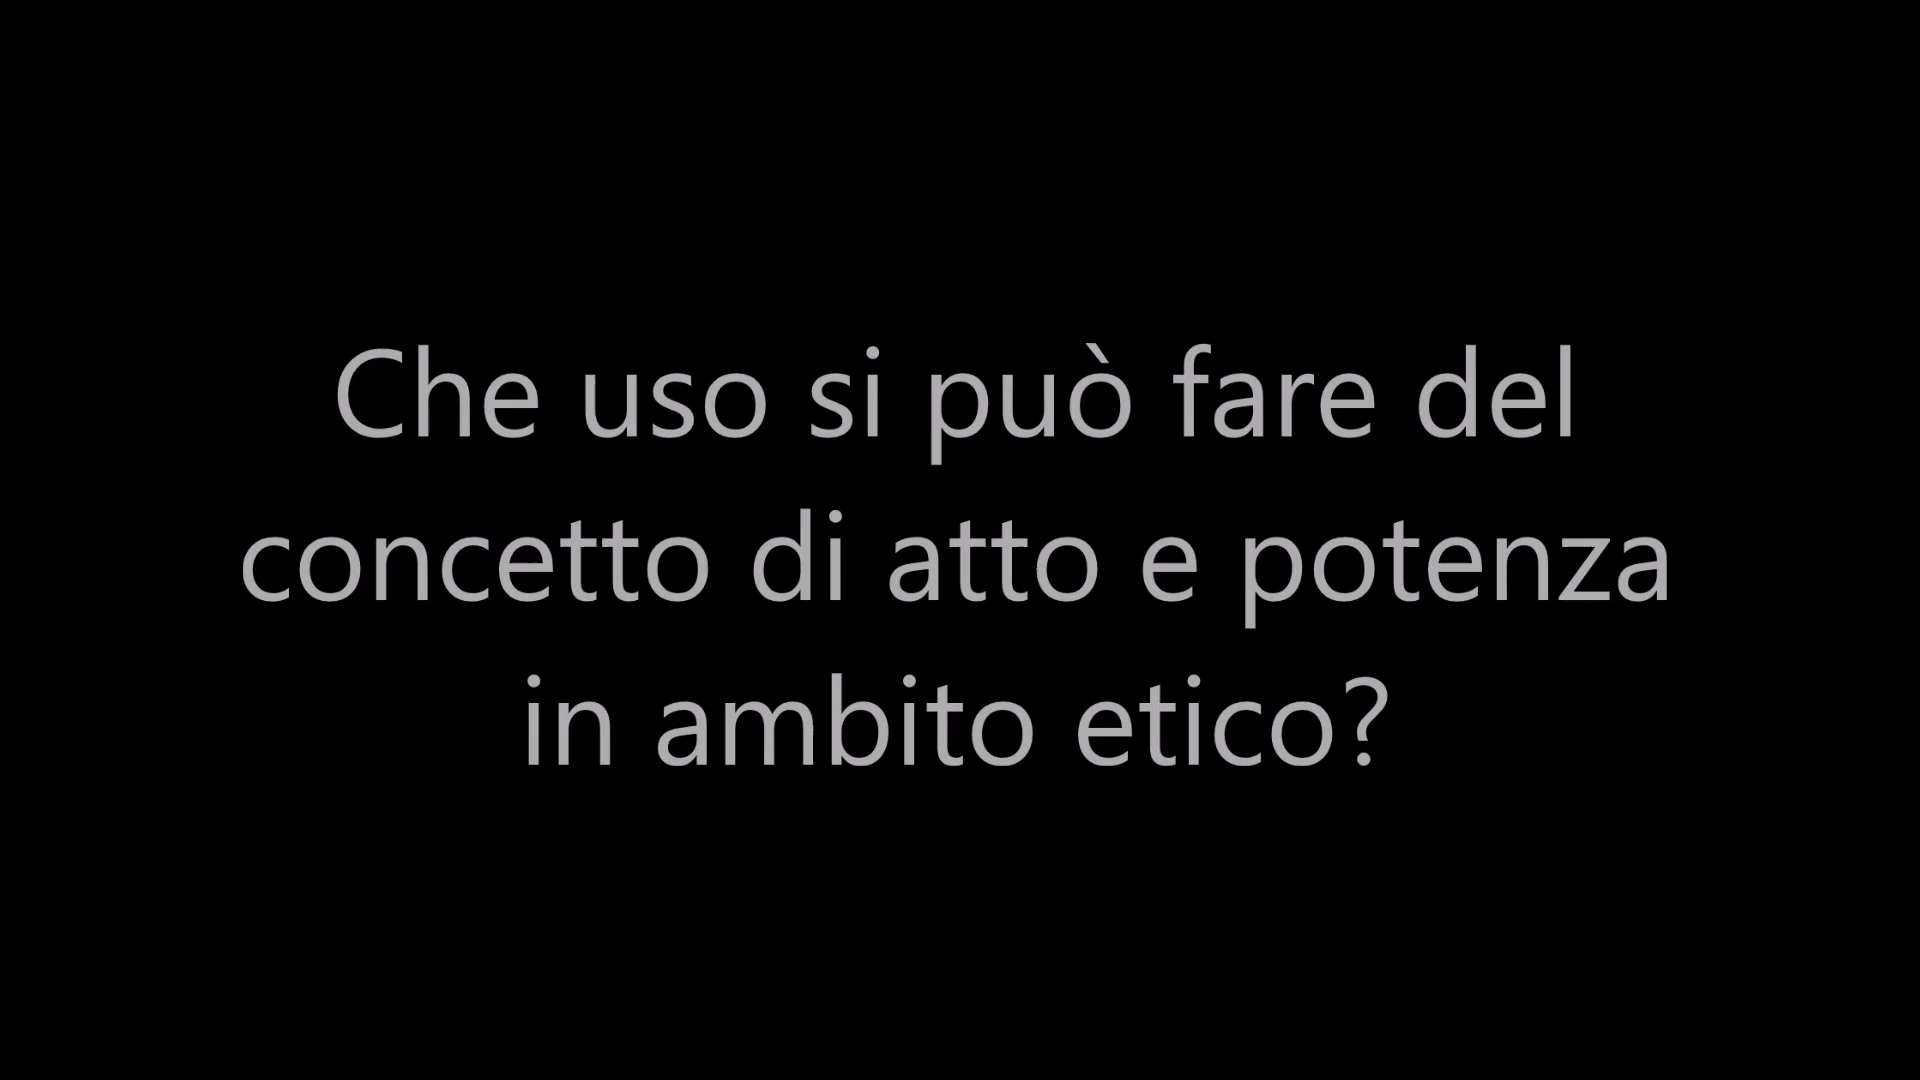 Che uso si può fare del
concetto di atto e potenza
in ambito etico?